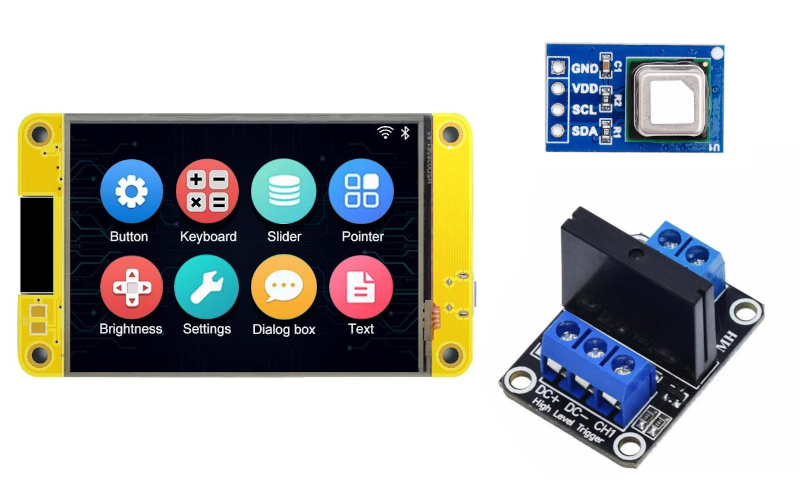 Button
Keyboard
Slider
Pointer
Brightness
Settings
Dialog box
Text
GND
VDD
SCL
SDA
C1
R2
R1
U1
MH
DC+ DC- CH1
High Level Trigger